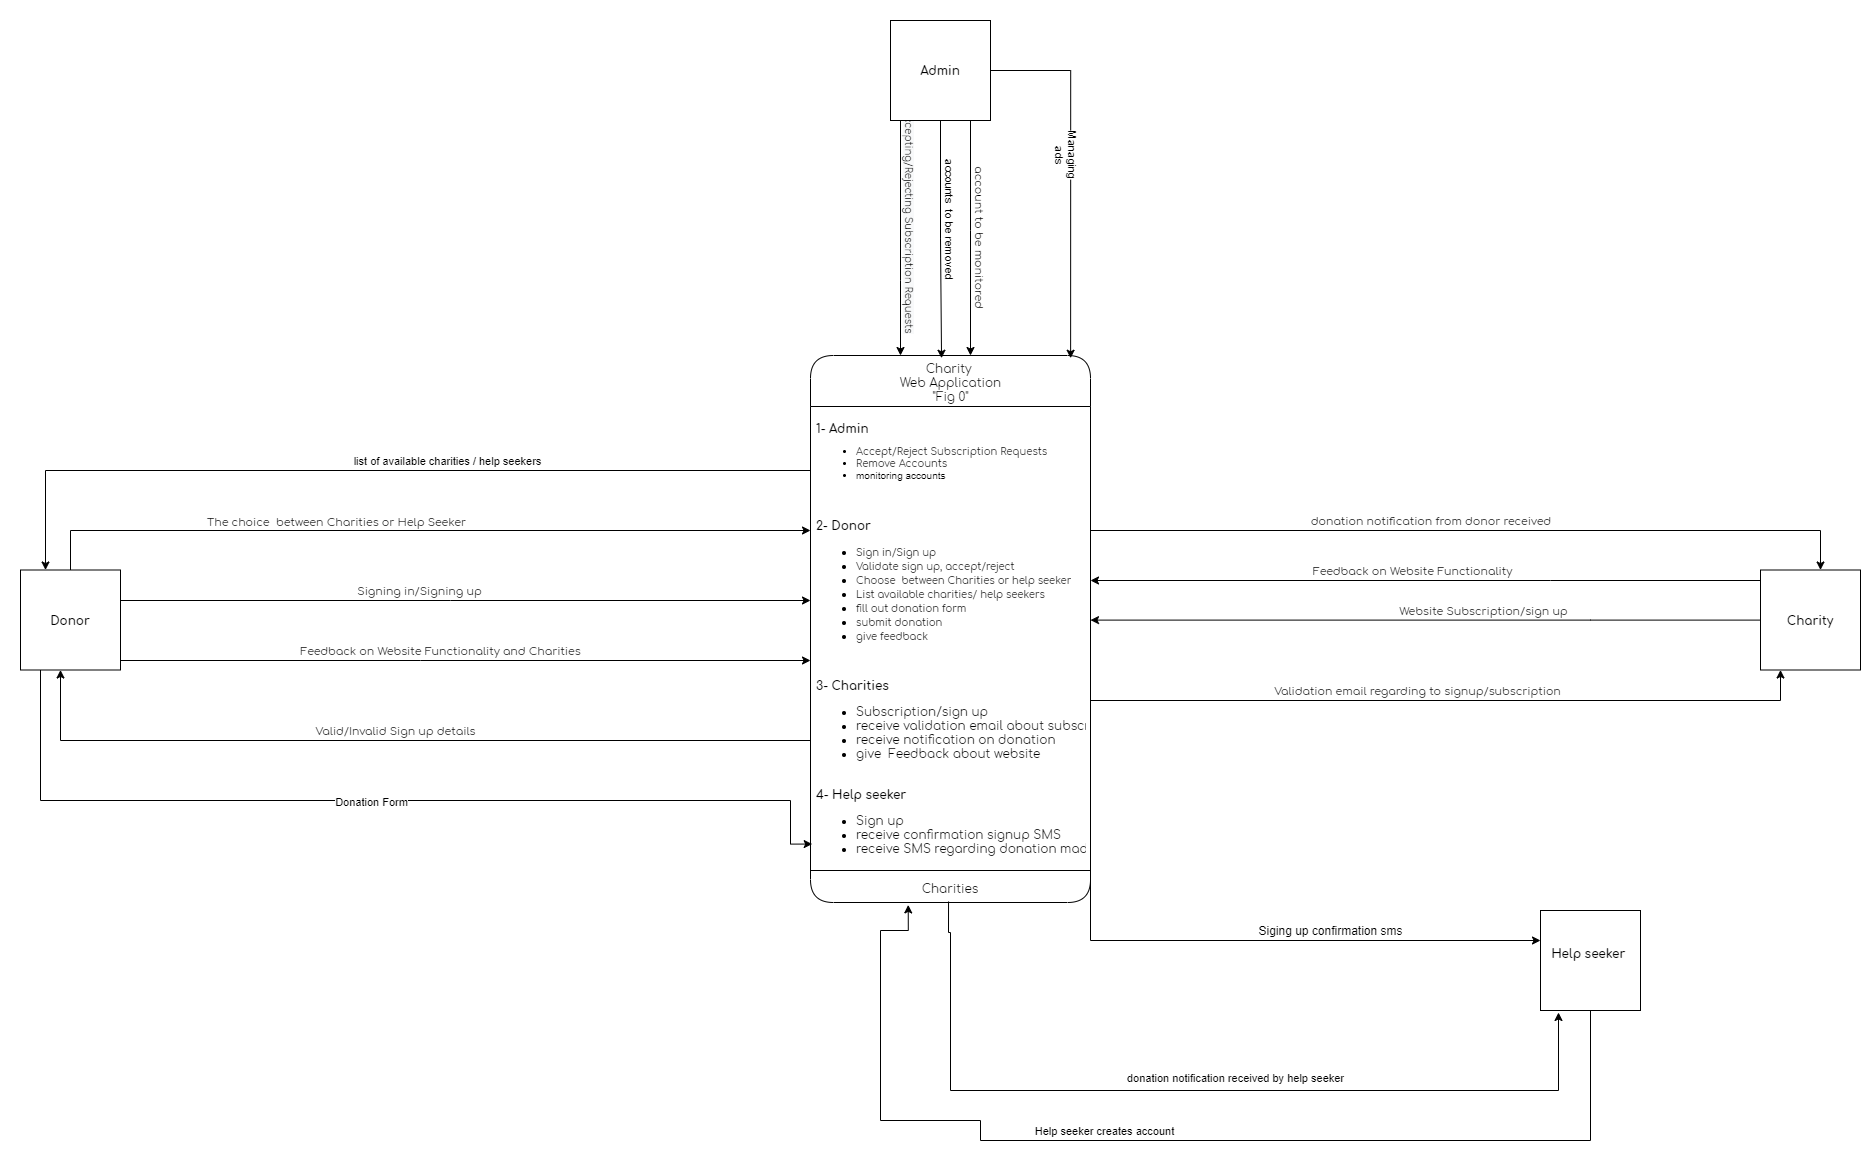 Admin
cepting/Rejecting Subscription Requests
accounts to be removed
account to be monitored
Managing
ads
Charity
Web Application
"Fig 0"
1- Admin
Accept/Reject Subscription Requests
Remove Accounts
monitoring accounts
2- Donor
Sign in/Sign up
Validate sign up, accept/reject
Choose between Charities or help seeker
List available charities/ help seekers
fill out donation form
submit donation
give feedback
3- Charities
Subscription/sign up
receive validation email about subscr
receive notification on donation
give Feedback about website
4- Help seeker
Sign up
receive confirmation signup SMS
receive SMS regarding donation mad
Charities
list of available charities / help seekers
The choice between Charities or Help Seeker
Signing in/Signing up
Donor
Feedback on Website Functionality and Charities
Valid/Invalid Sign up details
Donation Form
donation notification from donor received
Feedback on Website Functionality
Website Subscription/sign up
Charity
Validation email regarding to signup/subscription
Siging up confirmation sms
Help seeker
donation notification received by help seeker
Help seeker creates account